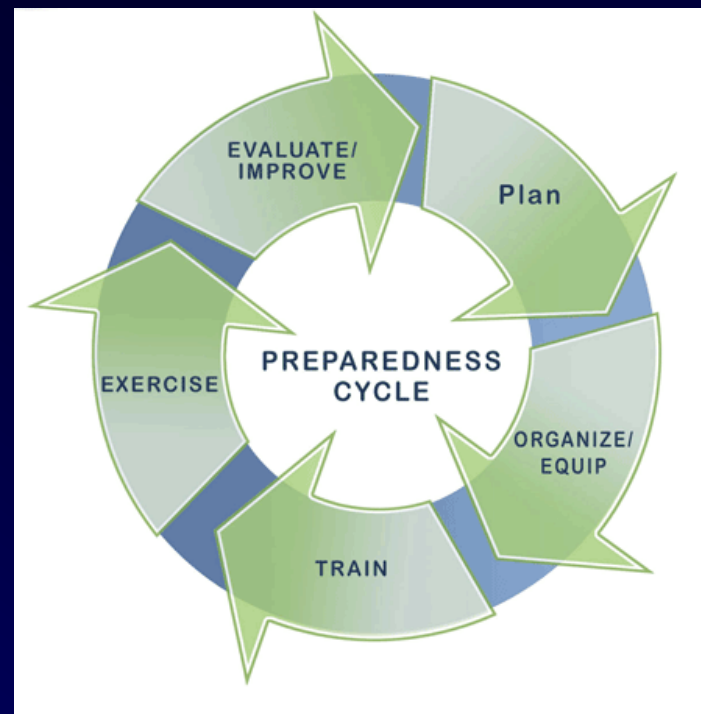 EVALUATE/
IMPROVE
Plan
PREPAREDNESS
CYCLE
EXERCISE
ORGANIZE/
EQUIP
TRAIN